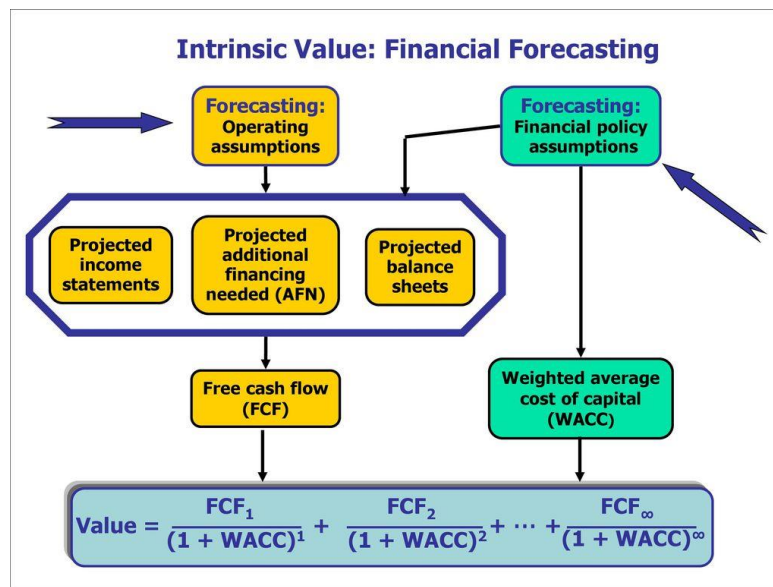 Intrinsic Value: Financial Forecasting
Forecasting:
Operating
assumptions
Forecasting:
Financial policy
assumptions
Projected
income
statements
Projected
additional
financing
needed (AFN)
Projected
balance
sheets
Free cash flow
(FCF)
Weighted average
cost of capital
(WACC)
Value = FCF₁/(1 + WACC)¹ + FCF₂/(1 + WACC)² + ··· + FCF∞/(1 + WACC)^∞